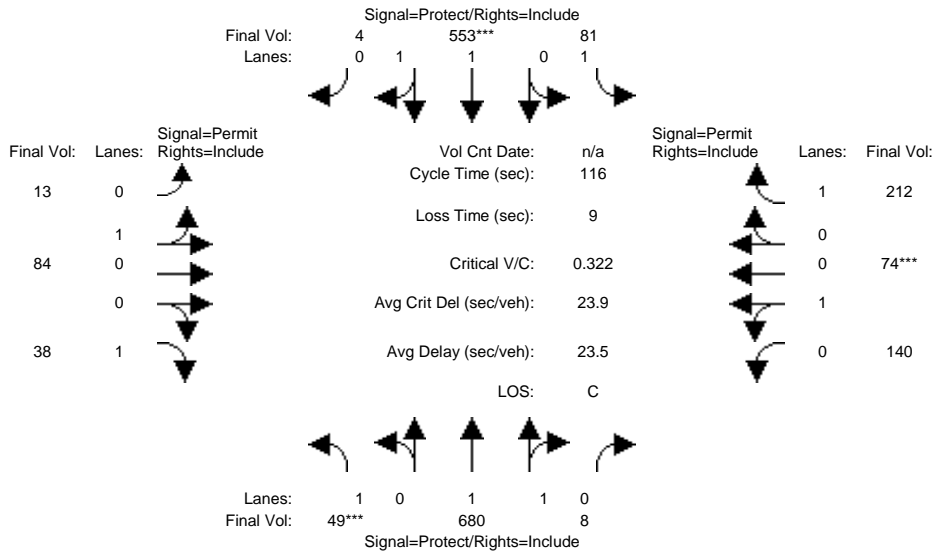 Signal=Protect/Rights=Include
Final Vol: 4 553*** 81
Lanes: 0 1 1 0 1
Signal=Permit Signal=Permit
Final Vol: Lanes: Rights=Include Vol Cnt Date: n/a Rights=Include Lanes: Final Vol:
Cycle Time (sec): 116
13 0 1 212
Loss Time (sec): 9
1 0
84 0 Critical V/C: 0.322 0 74***
0 Avg Crit Del (sec/veh): 23.9 1
38 1 Avg Delay (sec/veh): 23.5 0 140
LOS: C
Lanes: 1 0 1 1 0
Final Vol: 49*** 680 8
Signal=Protect/Rights=Include